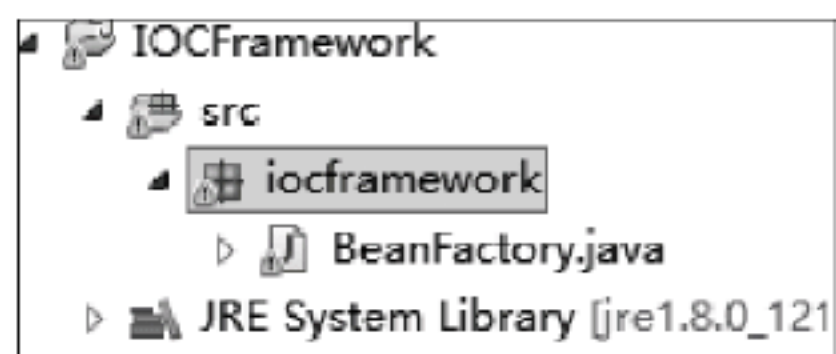 IOCFramework
src
iocframework
BeanFactory.java
JRE System Library [jre1.8.0_121